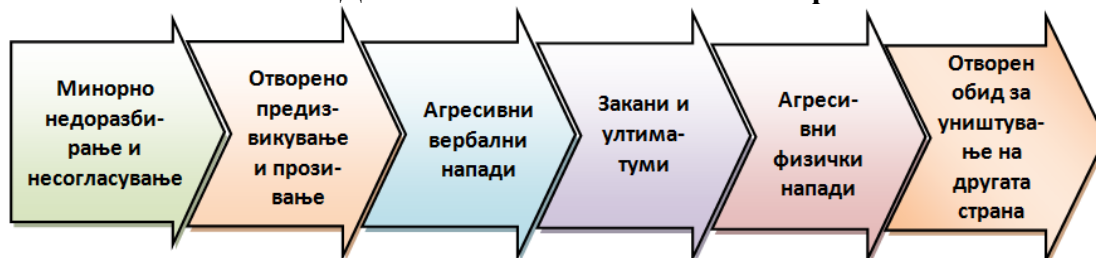 Минорно
недоразби-
рање и
несогласување
Отворено
предиз-
викување
и прози-
вање
Агресивни
вербални
напади
Закани и
ултима-
туми
Агреси-
вни
физички
напади
Отворен
обид за
уништува-
ње на
другата
страна